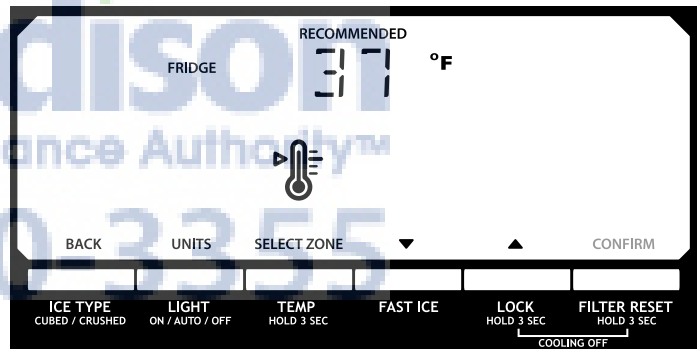 RECOMMENDED
FRIDGE 37 °F
BACK UNITS SELECT ZONE ▼ ▲ CONFIRM
ICE TYPE LIGHT TEMP FAST ICE LOCK FILTER RESET
CUBED / CRUSHED ON / AUTO / OFF HOLD 3 SEC HOLD 3 SEC HOLD 3 SEC
COOLING OFF